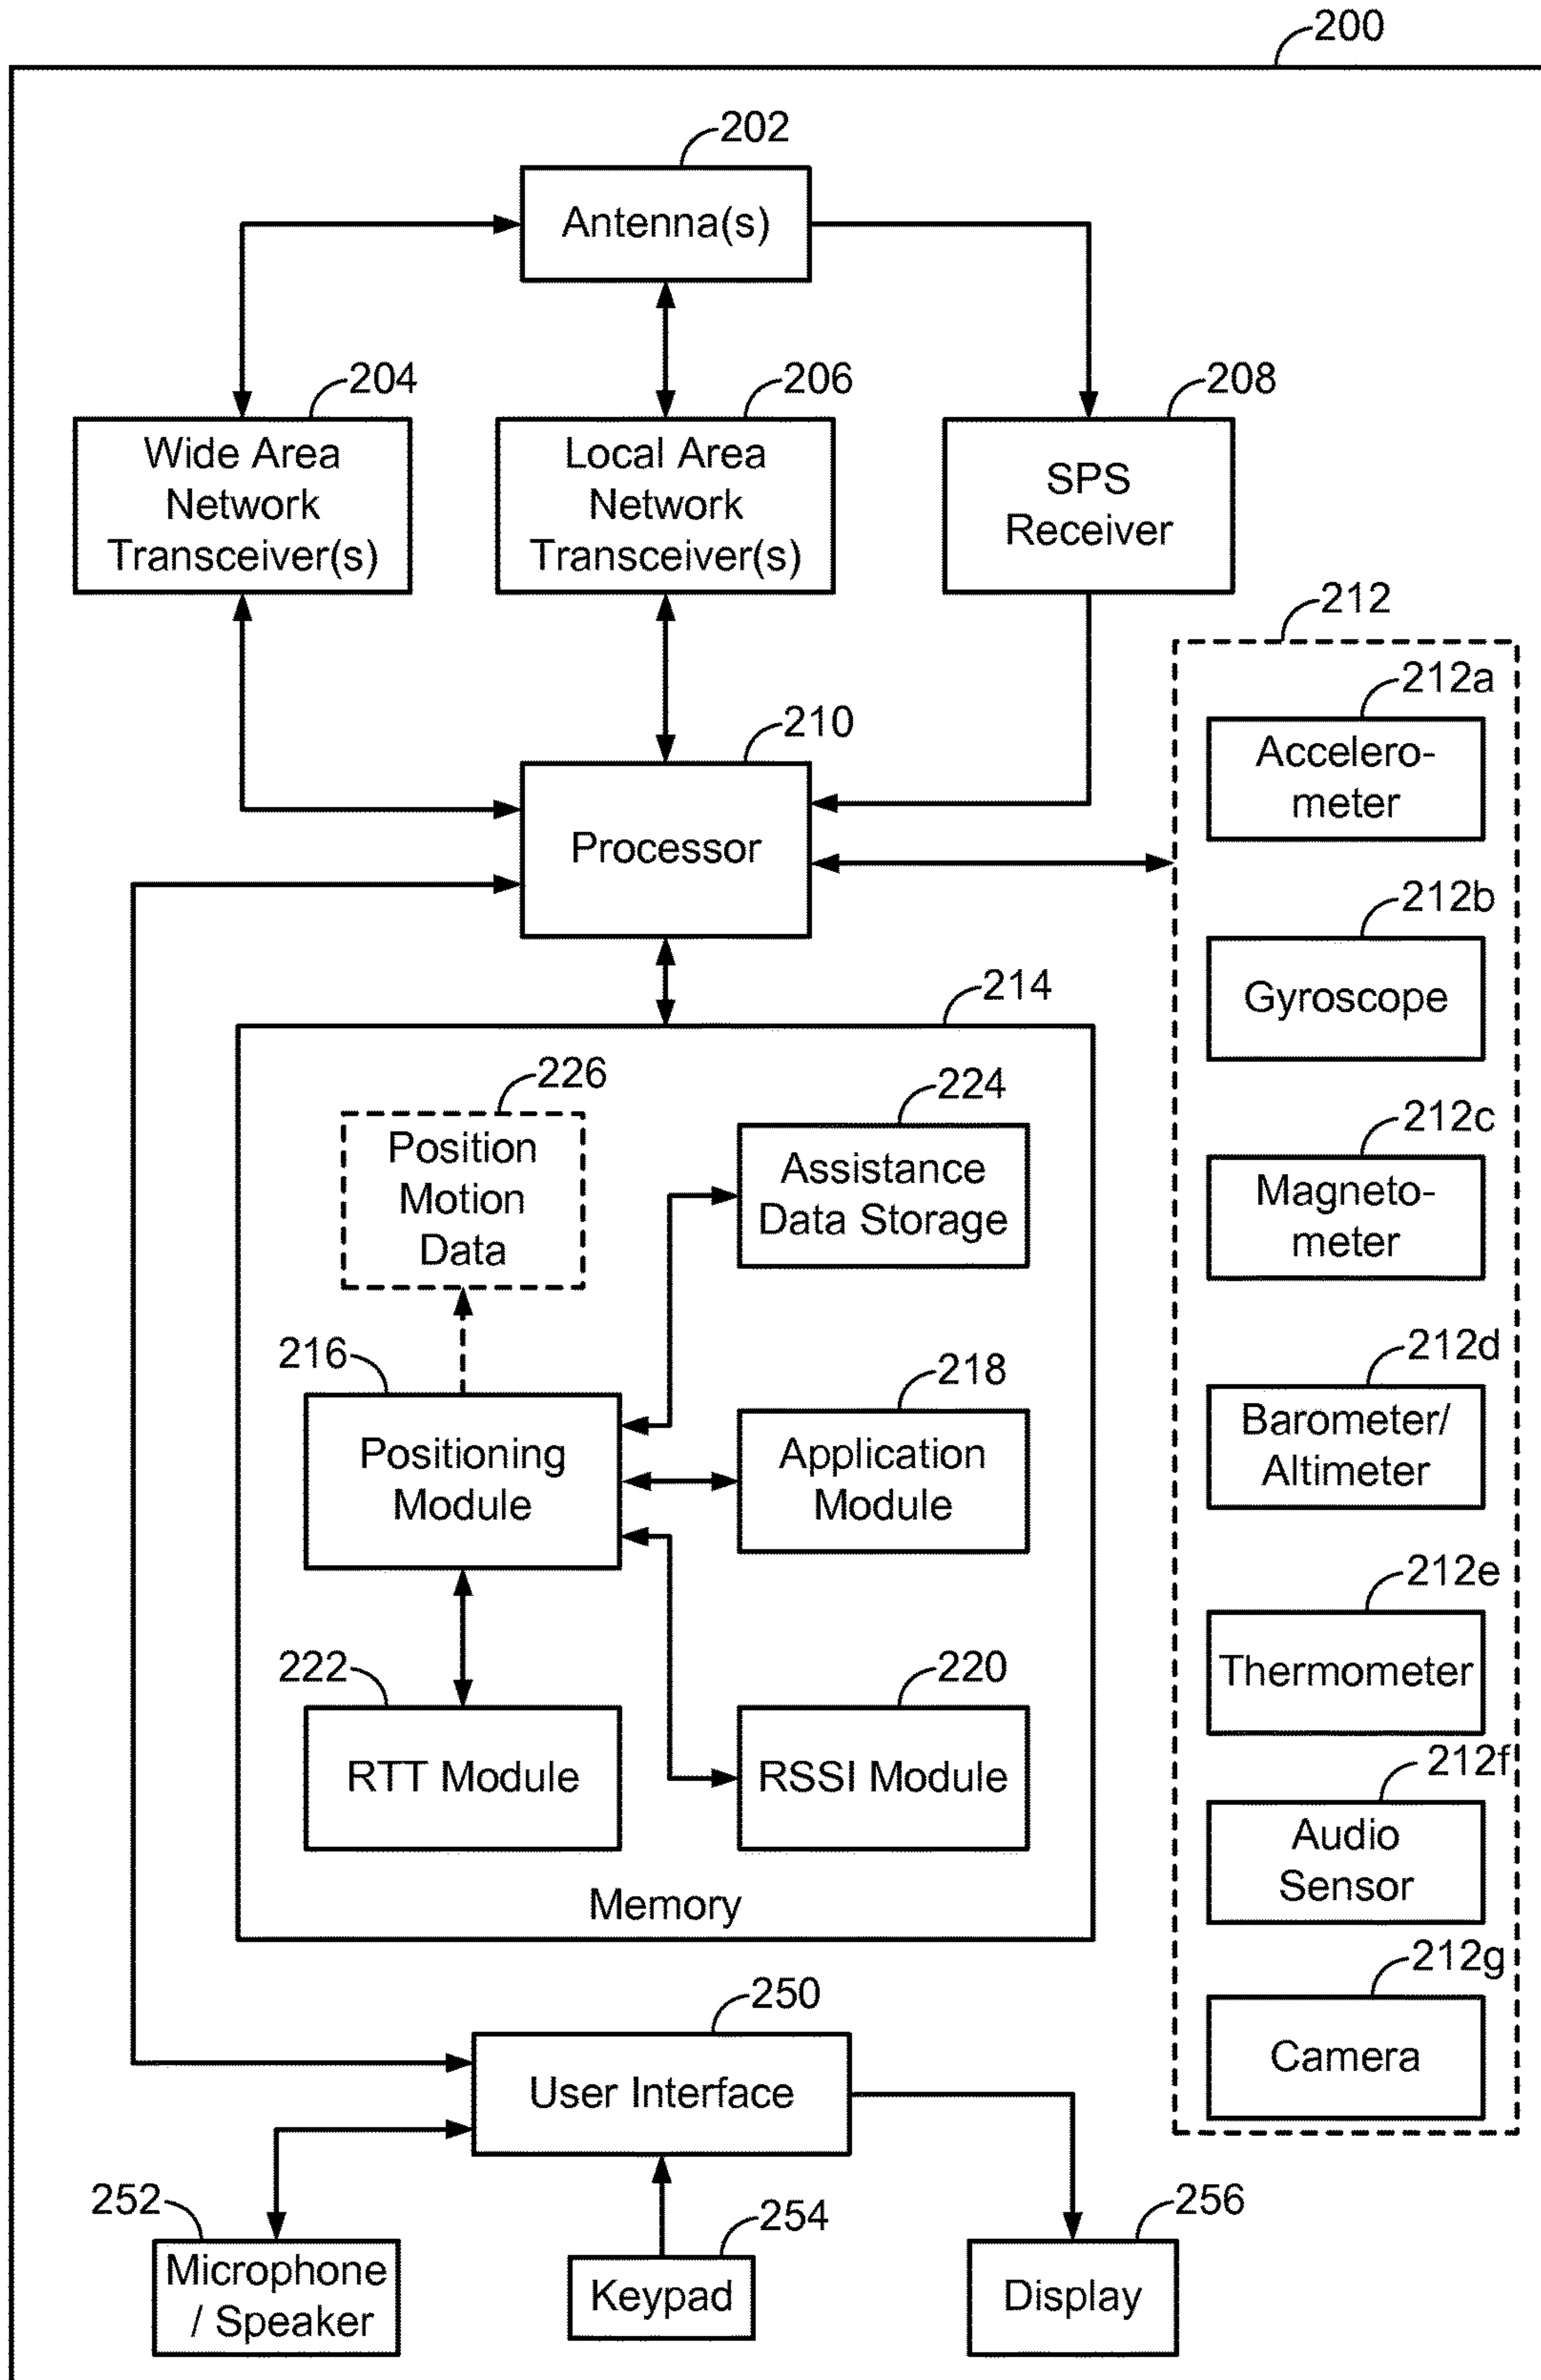 200
202
Antenna(s)
204
206
208
Wide Area
Network
Transceiver(s)
Local Area
Network
Transceiver(s)
SPS
Receiver
212
212a
Accelero-
meter
210
Processor
212b
Gyroscope
214
226
Position
Motion
Data
224
Assistance
Data Storage
212c
Magneto-
meter
216
Positioning
Module
218
Application
Module
212d
Barometer/
Altimeter
212e
Thermometer
222
RTT Module
220
RSSI Module
212f
Audio
Sensor
Memory
212g
Camera
250
User Interface
252
Microphone
/ Speaker
254
Keypad
256
Display